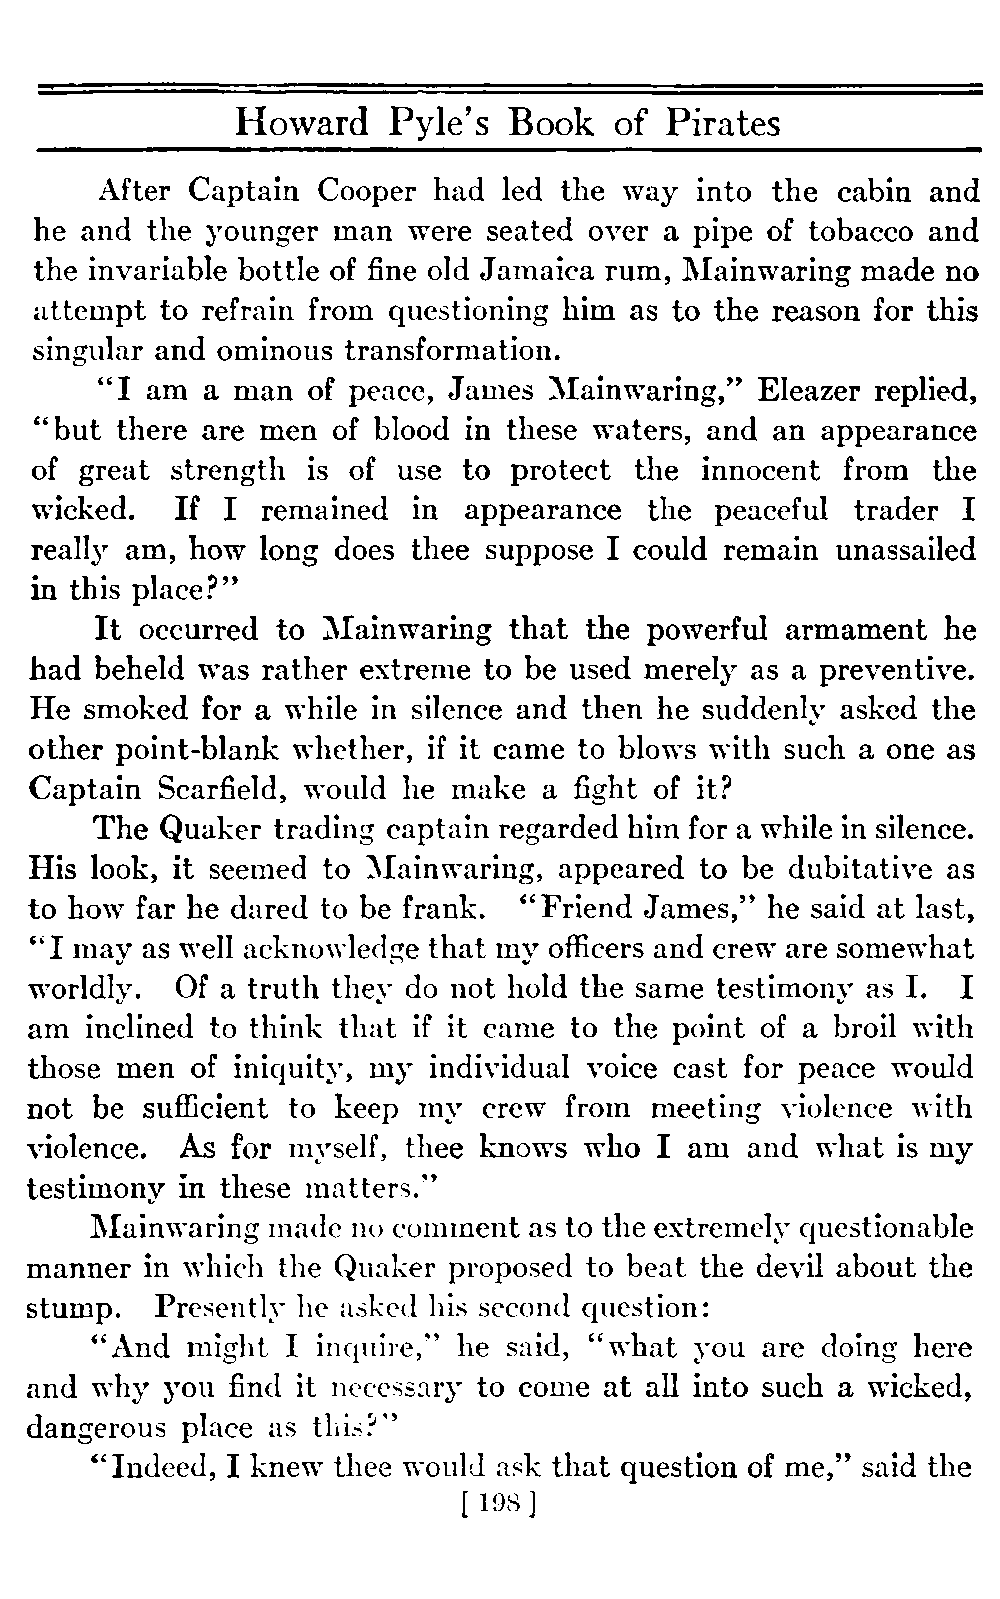 Howard Pyle's Book of Pirates
After Captain Cooper had led the way into the cabin and
he and the younger man were seated over a pipe of tobacco and
the invariable bottle of fine old Jamaica rum, Mainwaring made no
attempt to refrain from questioning him as to the reason for this
singular and ominous transformation.
“I am a man of peace, James Mainwaring,” Eleazer replied,
“but there are men of blood in these waters, and an appearance
of great strength is of use to protect the innocent from the
wicked. If I remained in appearance the peaceful trader I
really am, how long does thee suppose I could remain unassailed
in this place?”
It occurred to Mainwaring that the powerful armament he
had beheld was rather extreme to be used merely as a preventive.
He smoked for a while in silence and then he suddenly asked the
other point-blank whether, if it came to blows with such a one as
Captain Scarfield, would he make a fight of it?
The Quaker trading captain regarded him for a while in silence.
His look, it seemed to Mainwaring, appeared to be dubitative as
to how far he dared to be frank. “Friend James,” he said at last,
“I may as well acknowledge that my officers and crew are somewhat
worldly. Of a truth they do not hold the same testimony as I. I
am inclined to think that if it came to the point of a broil with
those men of iniquity, my individual voice cast for peace would
not be sufficient to keep my crew from meeting violence with
violence. As for myself, thee knows who I am and what is my
testimony in these matters.”
Mainwaring made no comment as to the extremely questionable
manner in which the Quaker proposed to beat the devil about the
stump. Presently he asked his second question:
“And might I inquire,” he said, “what you are doing here
and why you find it necessary to come at all into such a wicked,
dangerous place as this?”
“Indeed, I knew thee would ask that question of me,” said the
[ 198 ]